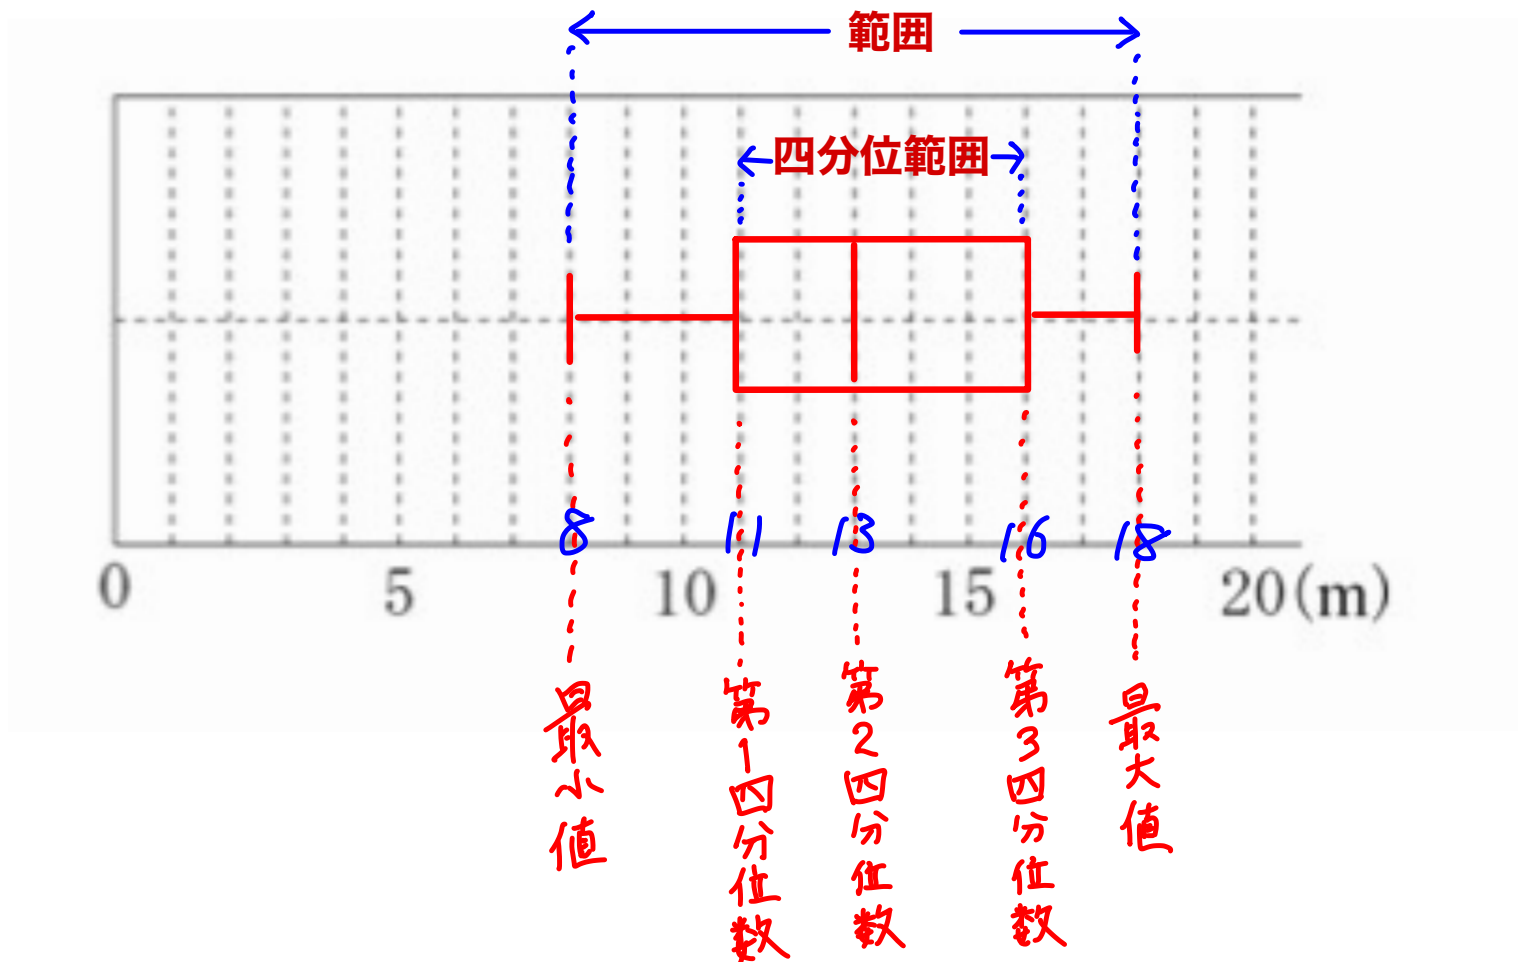 範囲
四分位範囲
8 11 13 16 18
0 5 10 15 20(m)
最小値
第1四分位数
第2四分位数
第3四分位数
最大値